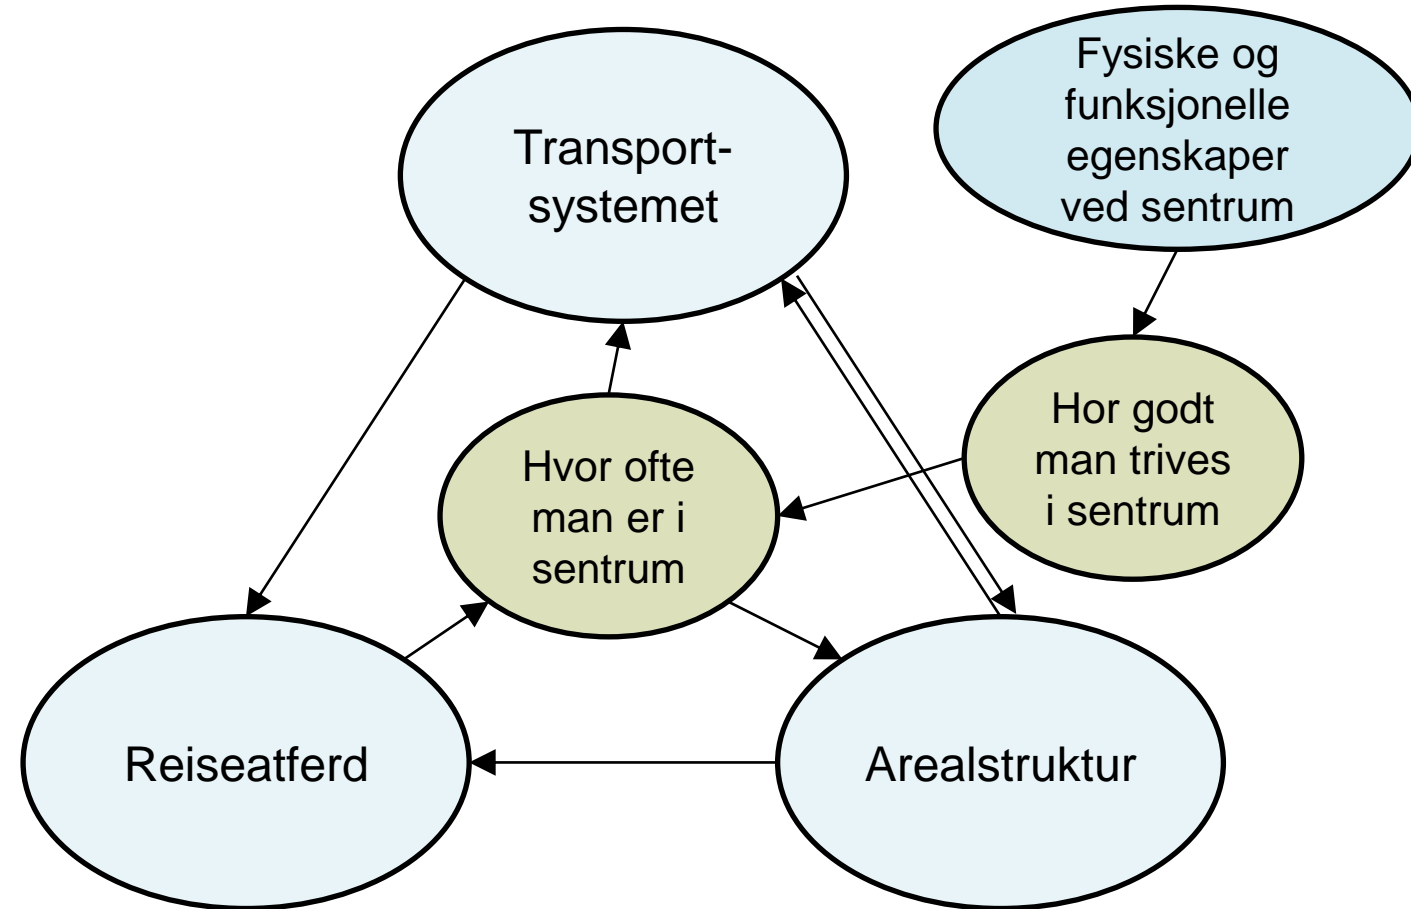 Transport-
systemet
Fysiske og
funksjonelle
egenskaper
ved sentrum
Hvor ofte
man er i
sentrum
Hor godt
man trives
i sentrum
Reiseatferd
Arealstruktur